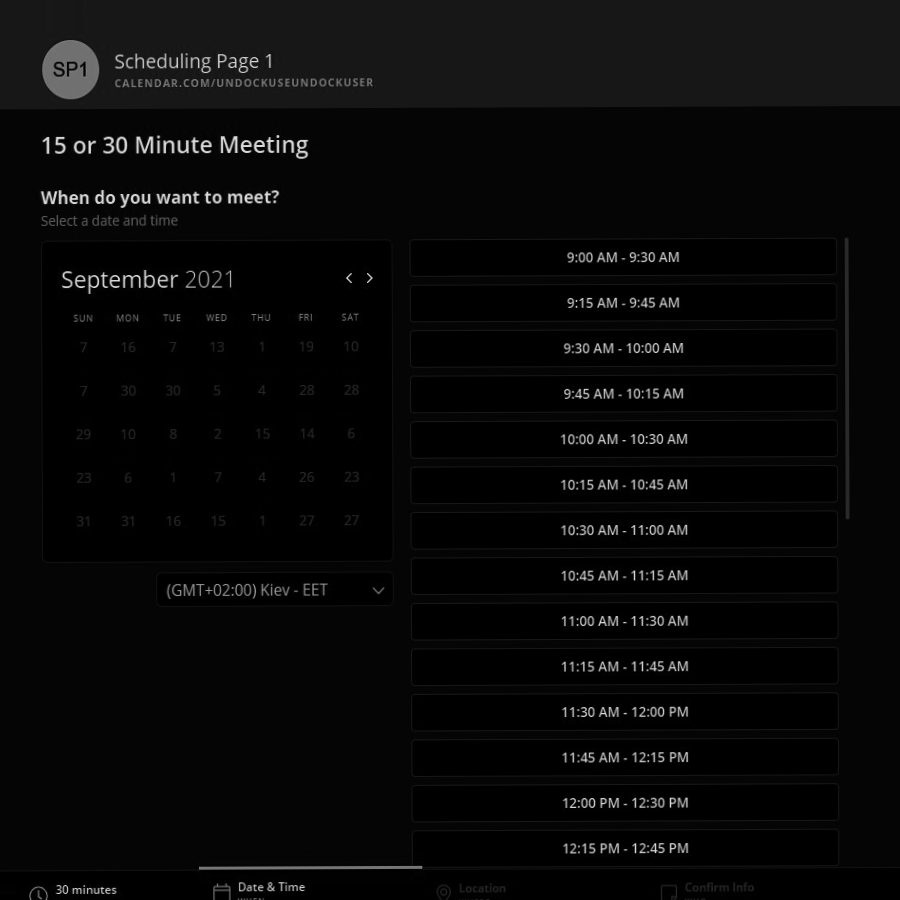 SP1
Scheduling Page 1
CALENDAR.COM/UNDOCKUSEUNDOCKUSER
15 or 30 Minute Meeting
When do you want to meet?
Select a date and time
September 2021
SUN MON TUE WED THU FRI SAT
7 16 7 13 1 19 10
7 30 30 5 4 28 28
29 10 8 2 15 14 6
23 6 1 7 4 26 23
31 31 16 15 1 27 27
(GMT+02:00) Kiev - EET
9:00 AM - 9:30 AM
9:15 AM - 9:45 AM
9:30 AM - 10:00 AM
9:45 AM - 10:15 AM
10:00 AM - 10:30 AM
10:15 AM - 10:45 AM
10:30 AM - 11:00 AM
10:45 AM - 11:15 AM
11:00 AM - 11:30 AM
11:15 AM - 11:45 AM
11:30 AM - 12:00 PM
11:45 AM - 12:15 PM
12:00 PM - 12:30 PM
12:15 PM - 12:45 PM
30 minutes
Date & Time
Location
Confirm Info